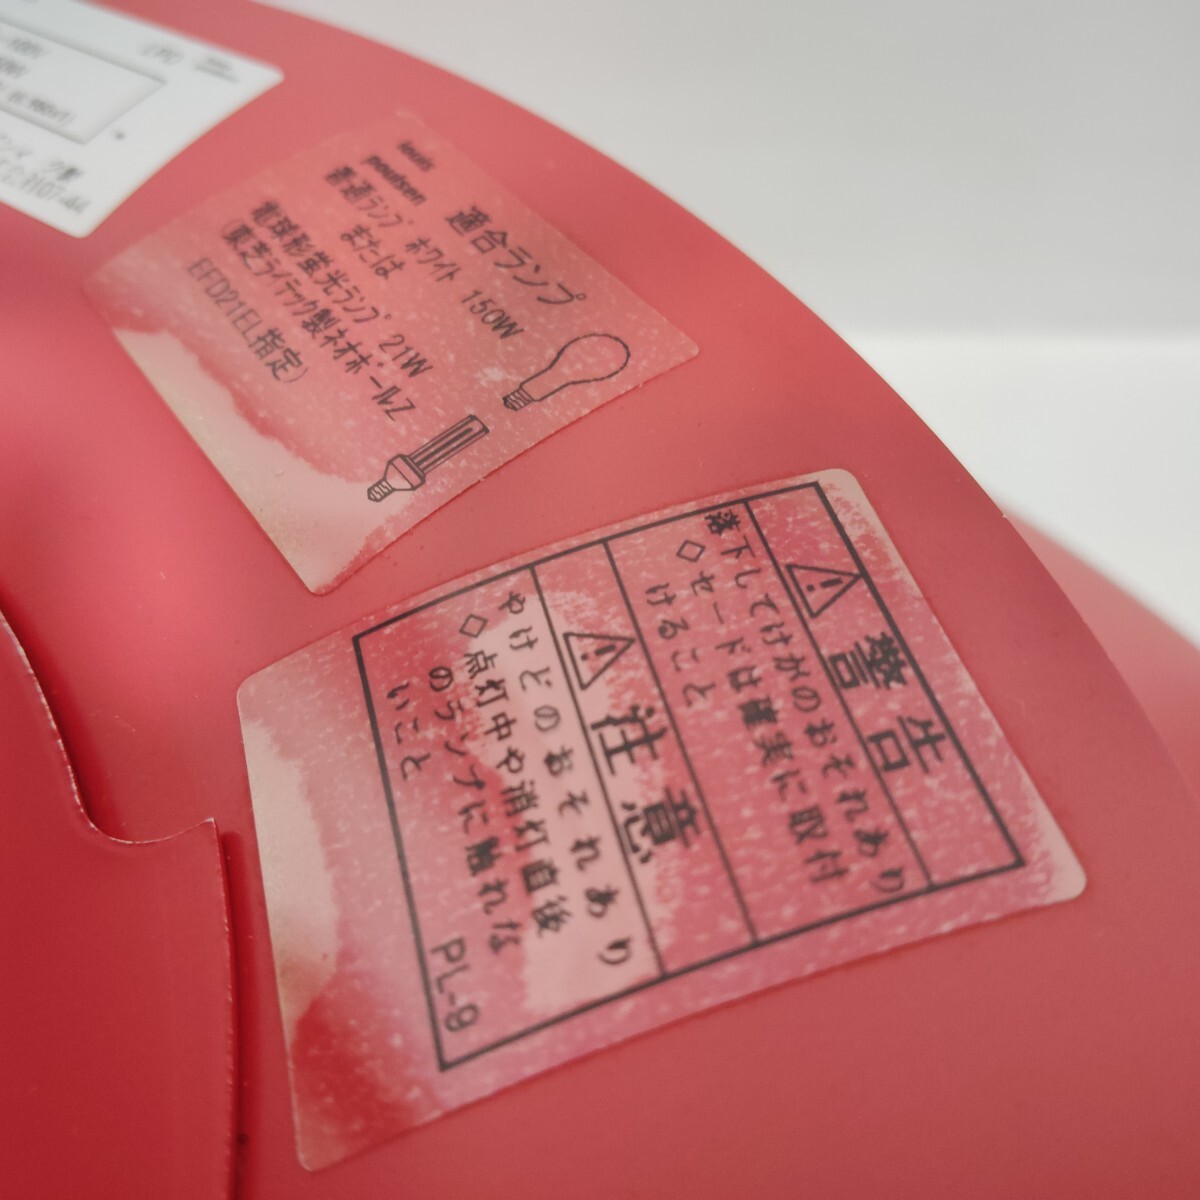 louis
poulsen
適合ランプ
普通ランプ ホワイト 150W
または
電球形蛍光ランプ 21W
(東芝ライテック製ネオボールZ
EFD21EL指定)
⚠警告
落下してけがのおそれあり
◇セードは確実に取付
けること
⚠注意
やけどのおそれあり
◇点灯中や消灯直後
のランプに触れな
いこと
PL-9